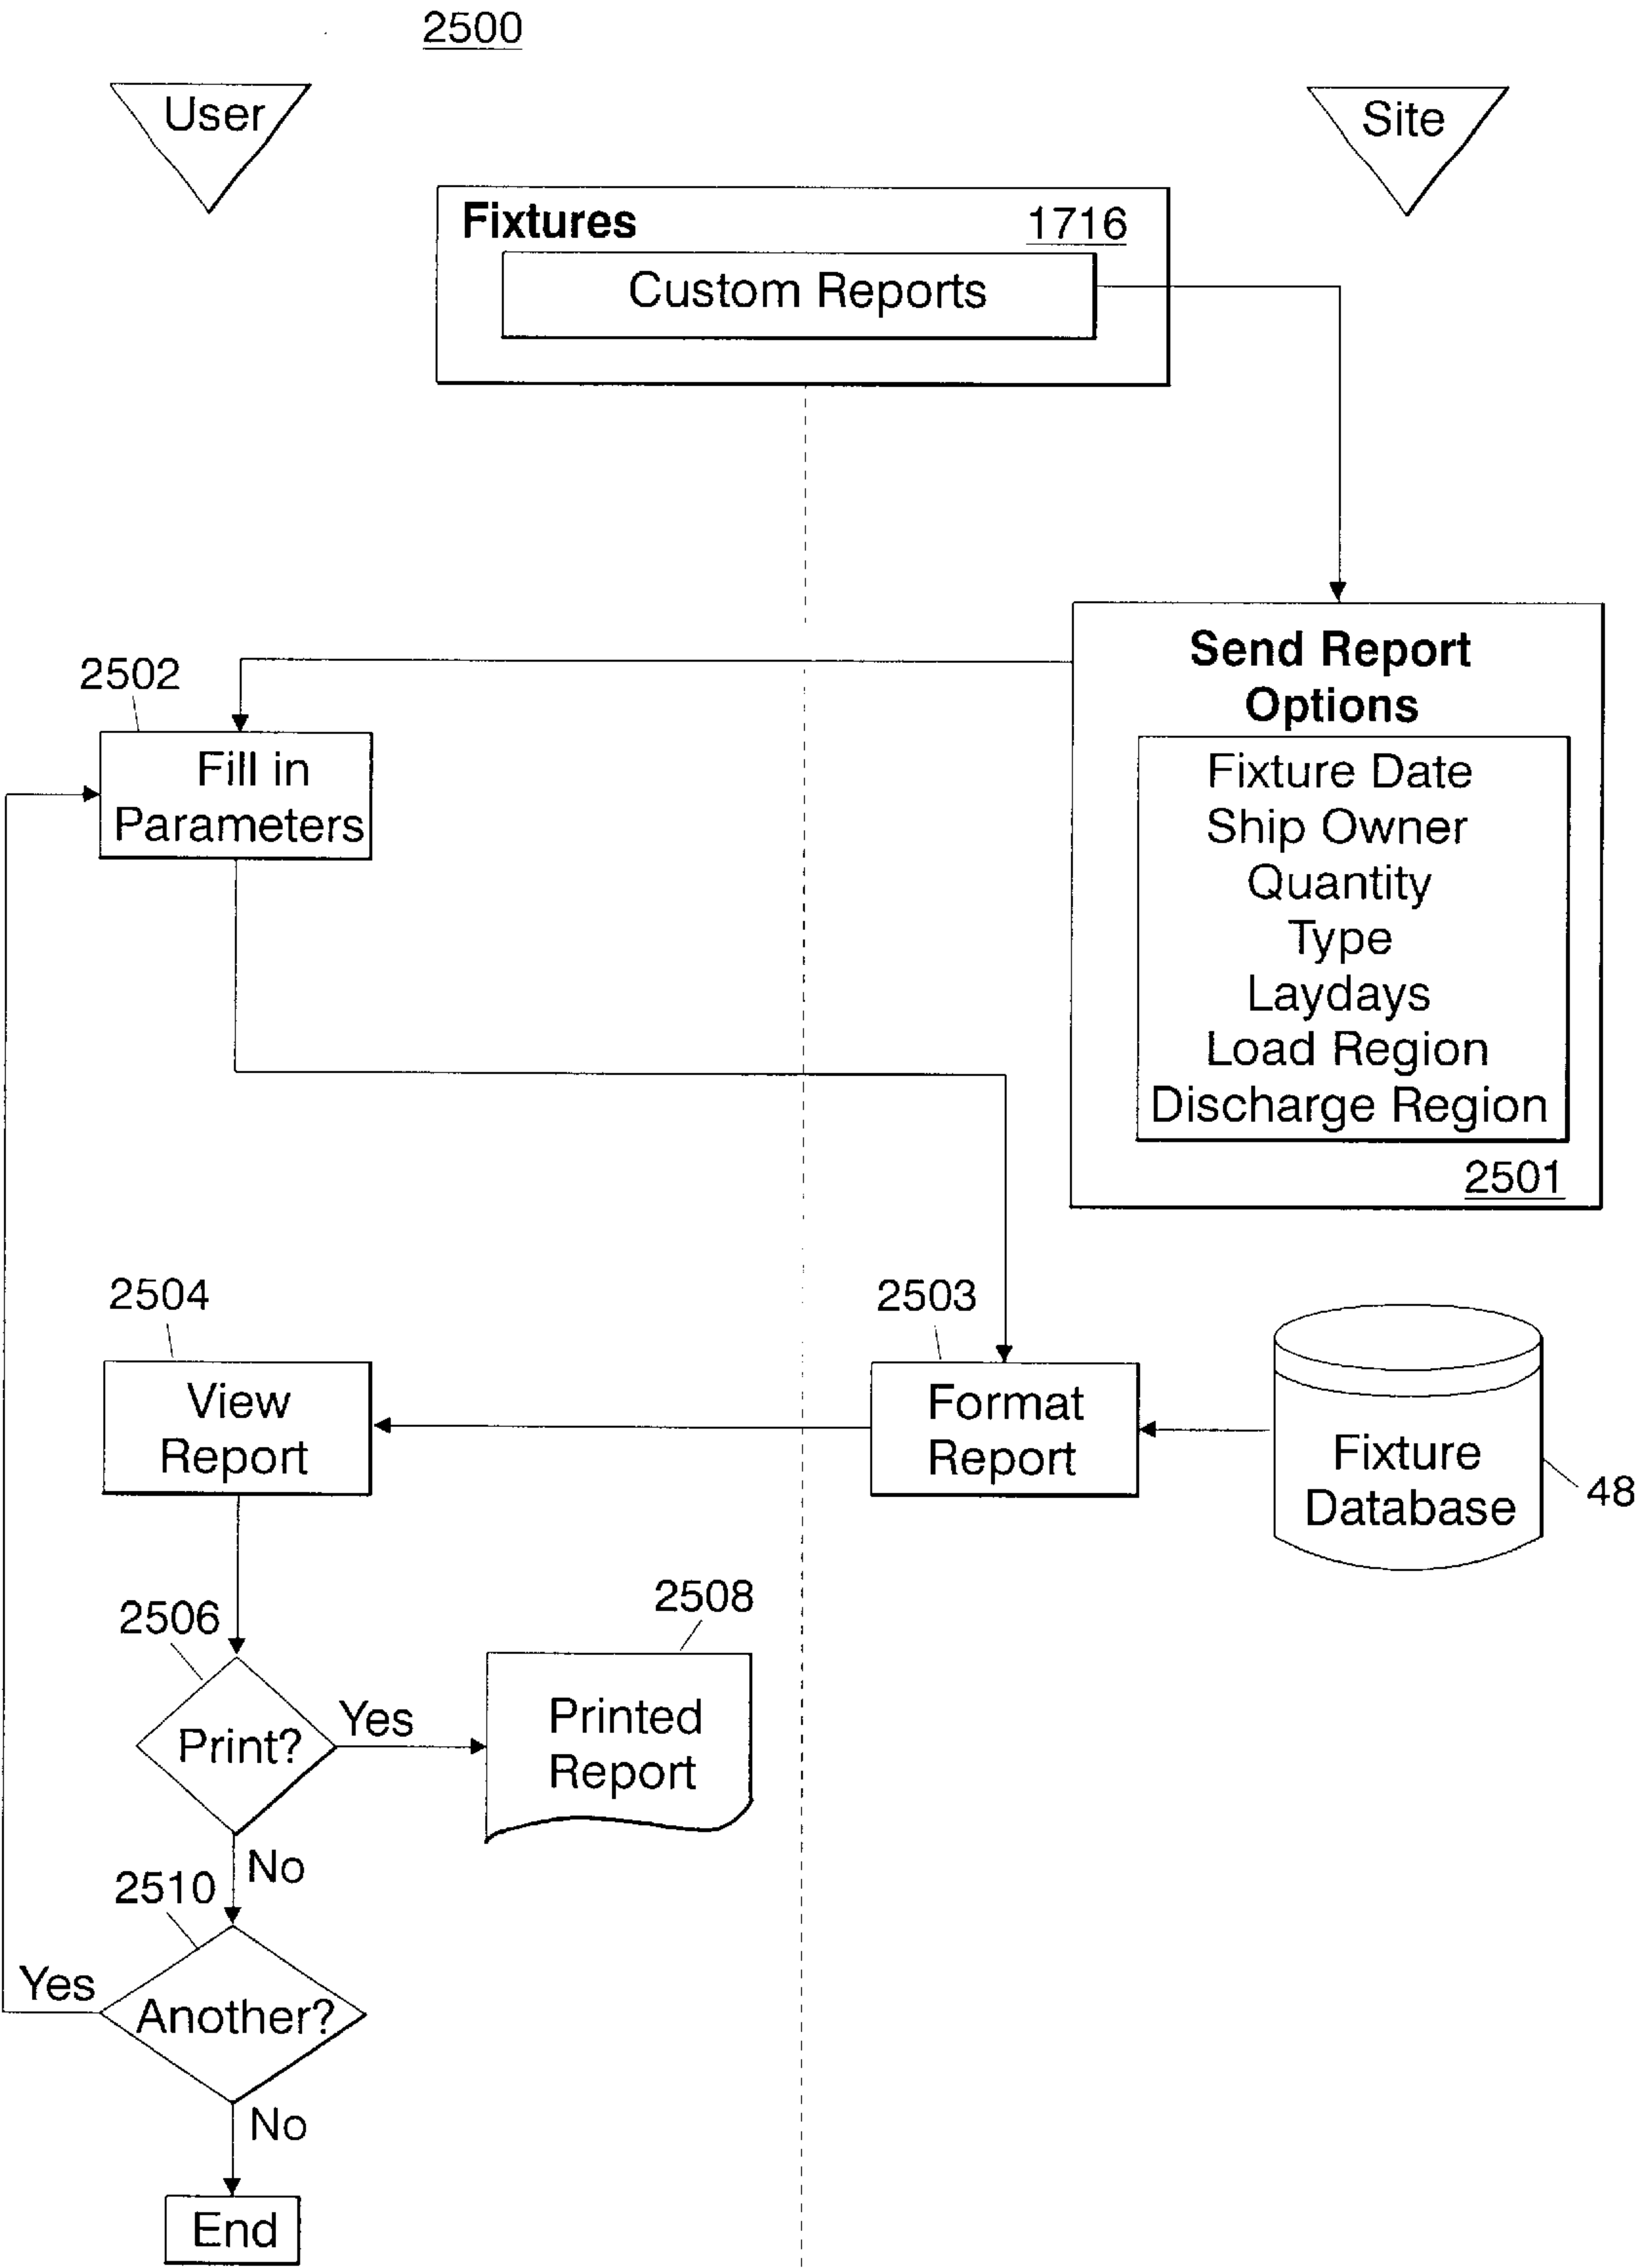 2500
User
Site
Fixtures
1716
Custom Reports
Send Report
Options
Fixture Date
Ship Owner
Quantity
Type
Laydays
Load Region
Discharge Region
2501
2502
Fill in
Parameters
2504
View
Report
2503
Format
Report
Fixture
Database
48
2506
Print?
Yes
2508
Printed
Report
No
2510
Another?
Yes
No
End